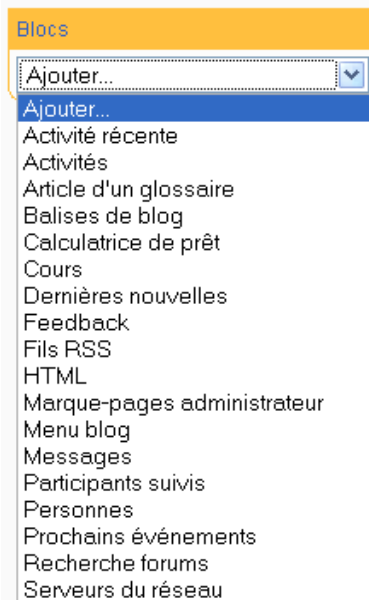 Blocs
Ajouter...
Ajouter...
Activité récente
Activités
Article d'un glossaire
Balises de blog
Calculatrice de prêt
Cours
Dernières nouvelles
Feedback
Fils RSS
HTML
Marque-pages administrateur
Menu blog
Messages
Participants suivis
Personnes
Prochains événements
Recherche forums
Serveurs du réseau